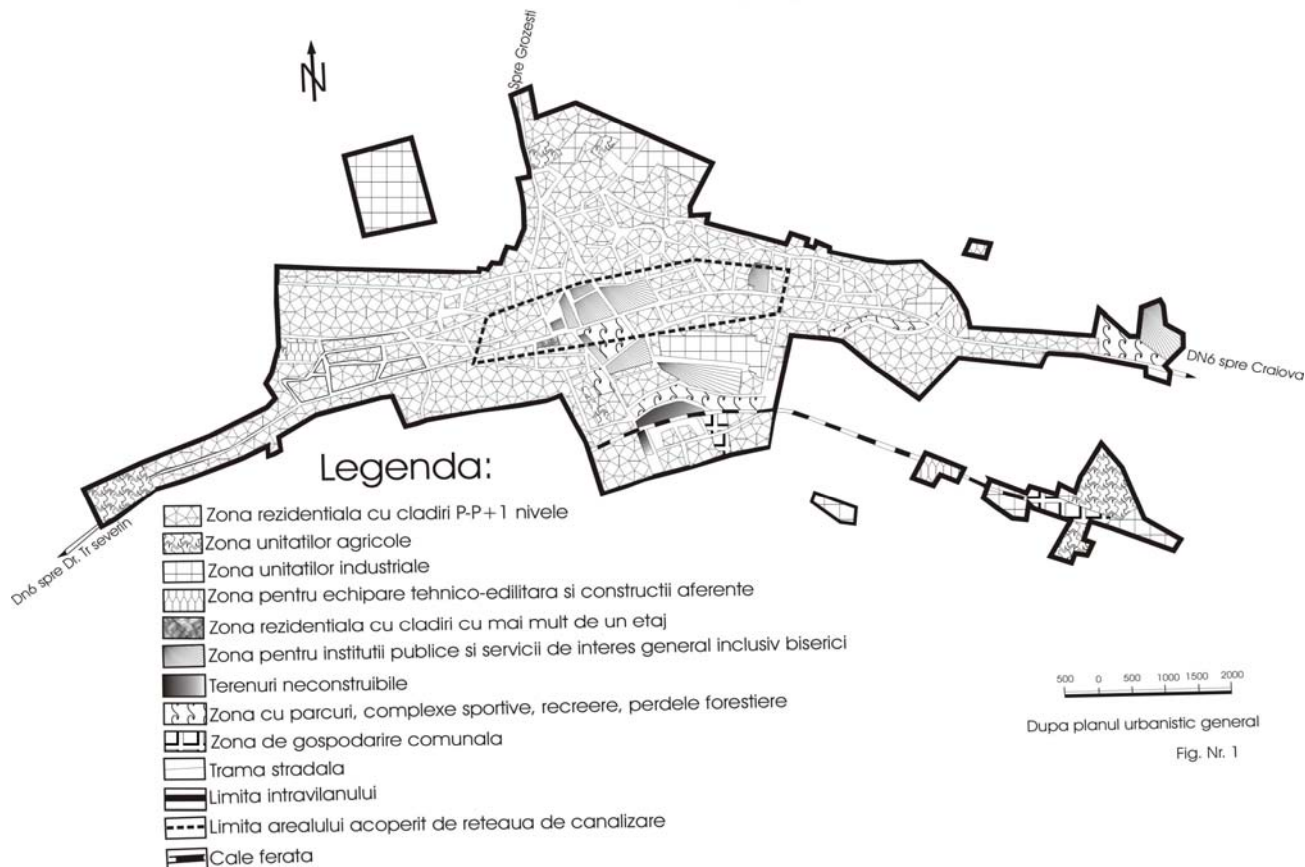 N
Spre Grozesti
DN6 spre Craiova
Dn6 spre Dr. Tr severin
Legenda:
Zona rezidentiala cu cladiri P-P+1 nivele
Zona unitatilor agricole
Zona unitatilor industriale
Zona pentru echipare tehnico-edilitara si constructii aferente
Zona rezidentiala cu cladiri cu mai mult de un etaj
Zona pentru institutii publice si servicii de interes general inclusiv biserici
Terenuri neconstruibile
Zona cu parcuri, complexe sportive, recreere, perdele forestiere
Zona de gospodarire comunala
Trama stradala
Limita intravilanului
Limita arealului acoperit de reteaua de canalizare
Cale ferata
500 0 500 1000 1500 2000
Dupa planul urbanistic general
Fig. Nr. 1